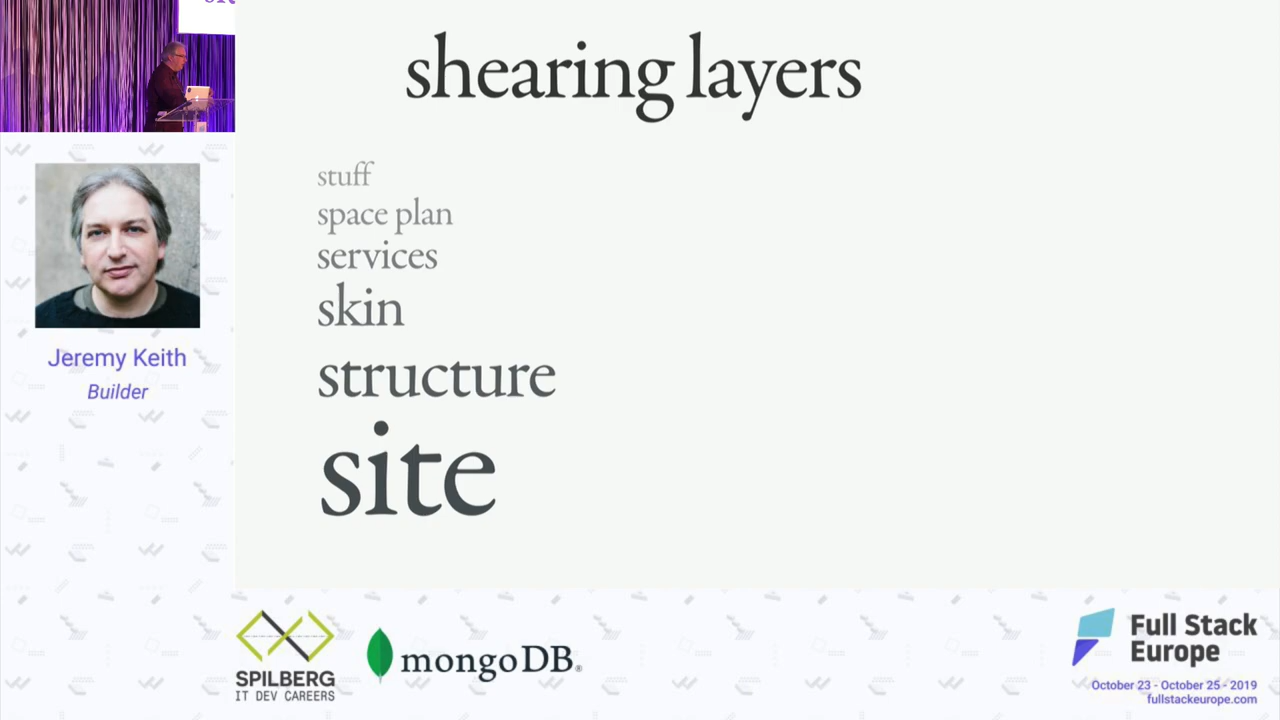 shearing layers
stuff
space plan
services
skin
structure
site
Jeremy Keith
Builder
SPILBERG
IT DEV CAREERS
mongoDB®
Full Stack
Europe
October 23 - October 25 - 2019
fullstackeurope.com